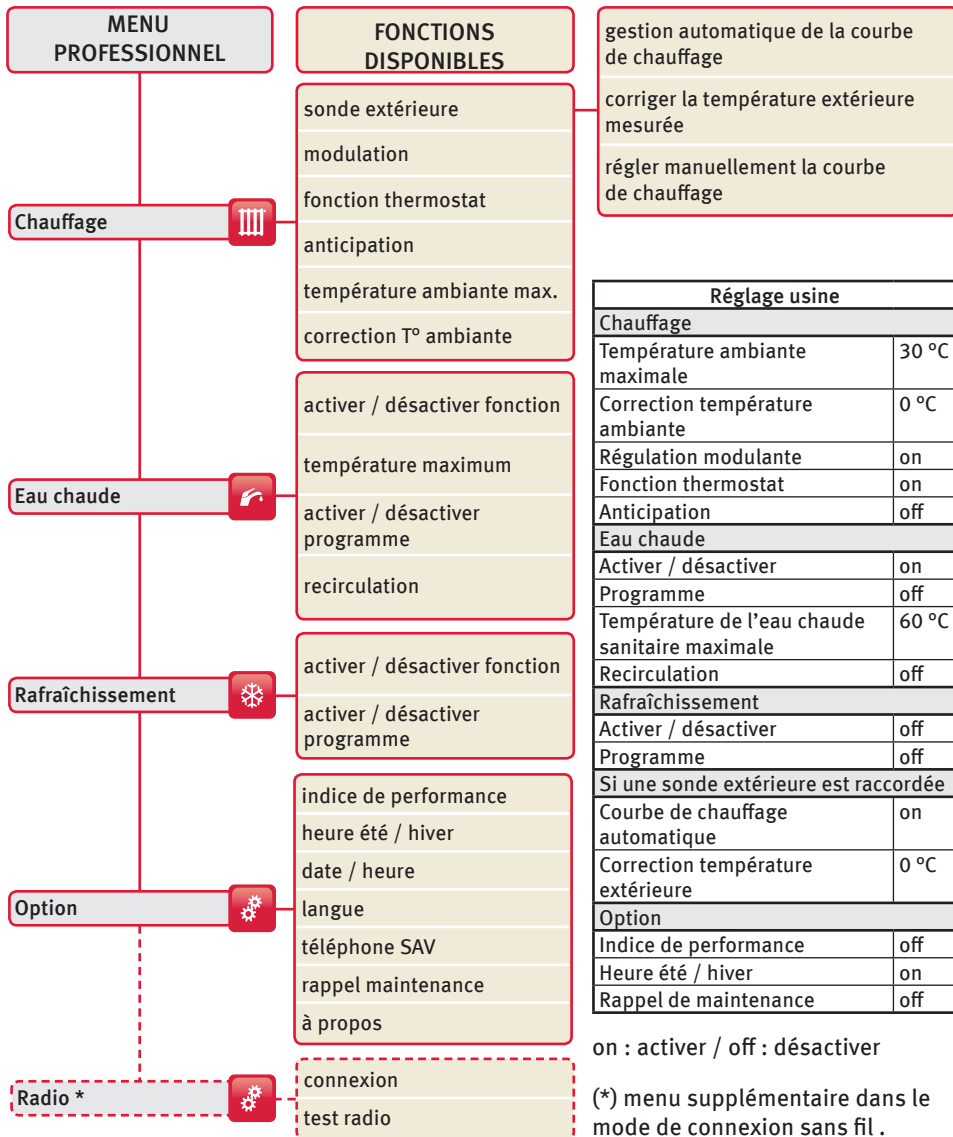 MENU
PROFESSIONNEL
FONCTIONS
DISPONIBLES
Chauffage
sonde extérieure
modulation
fonction thermostat
anticipation
température ambiante max.
correction T° ambiante
gestion automatique de la courbe
de chauffage
corriger la température extérieure
mesurée
régler manuellement la courbe
de chauffage
Eau chaude
activer / désactiver fonction
température maximum
activer / désactiver
programme
recirculation
Rafraîchissement
activer / désactiver fonction
activer / désactiver
programme
Option
indice de performance
heure été / hiver
date / heure
langue
téléphone SAV
rappel maintenance
à propos
Radio *
connexion
test radio
Réglage usine
Chauffage
Température ambiante 30 °C
maximale
Correction température 0 °C
ambiante
Régulation modulante on
Fonction thermostat on
Anticipation off
Eau chaude
Activer / désactiver on
Programme off
Température de l'eau chaude 60 °C
sanitaire maximale
Recirculation off
Rafraîchissement
Activer / désactiver off
Programme off
Si une sonde extérieure est raccordée
Courbe de chauffage on
automatique
Correction température 0 °C
extérieure
Option
Indice de performance off
Heure été / hiver on
Rappel de maintenance off
on : activer / off : désactiver
(*) menu supplémentaire dans le
mode de connexion sans fil .